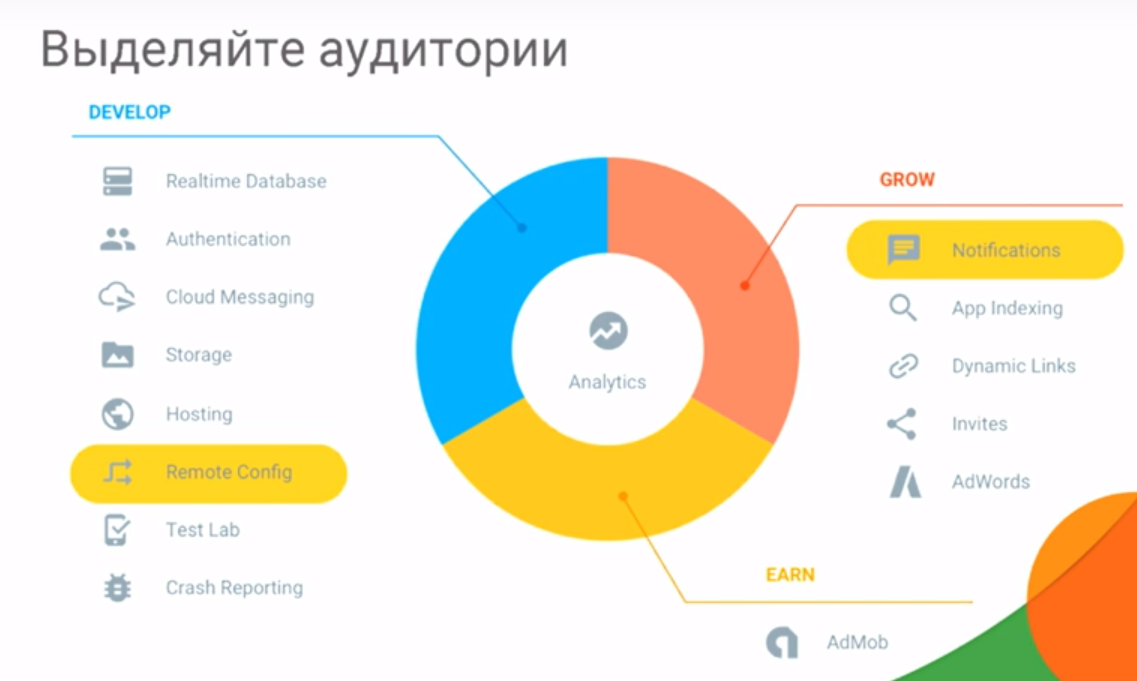 Выделяйте аудитории
DEVELOP
Realtime Database
Authentication
Cloud Messaging
Storage
Hosting
Remote Config
Test Lab
Crash Reporting
Analytics
GROW
Notifications
App Indexing
Dynamic Links
Invites
AdWords
EARN
AdMob